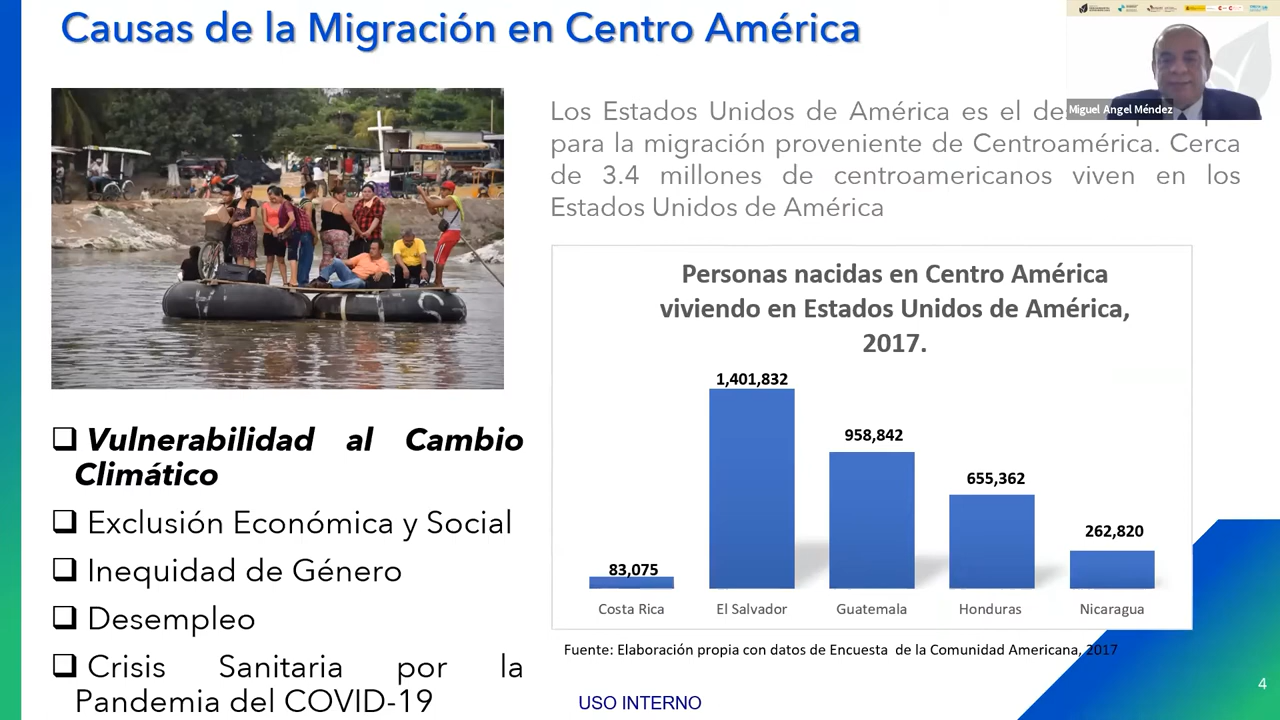 Causas de la Migración en Centro América
Miguel Angel Méndez
Los Estados Unidos de América es el
para la migración proveniente de Centroamérica. Cerca
de 3.4 millones de centroamericanos viven en los
Estados Unidos de América
Personas nacidas en Centro América
viviendo en Estados Unidos de América,
2017.
1,401,832
958,842
655,362
262,820
83,075
Costa Rica
El Salvador
Guatemala
Honduras
Nicaragua
Fuente: Elaboración propia con datos de Encuesta de la Comunidad Americana, 2017
Vulnerabilidad al Cambio
Climático
Exclusión Económica y Social
Inequidad de Género
Desempleo
Crisis Sanitaria por la
Pandemia del COVID-19
USO INTERNO
4